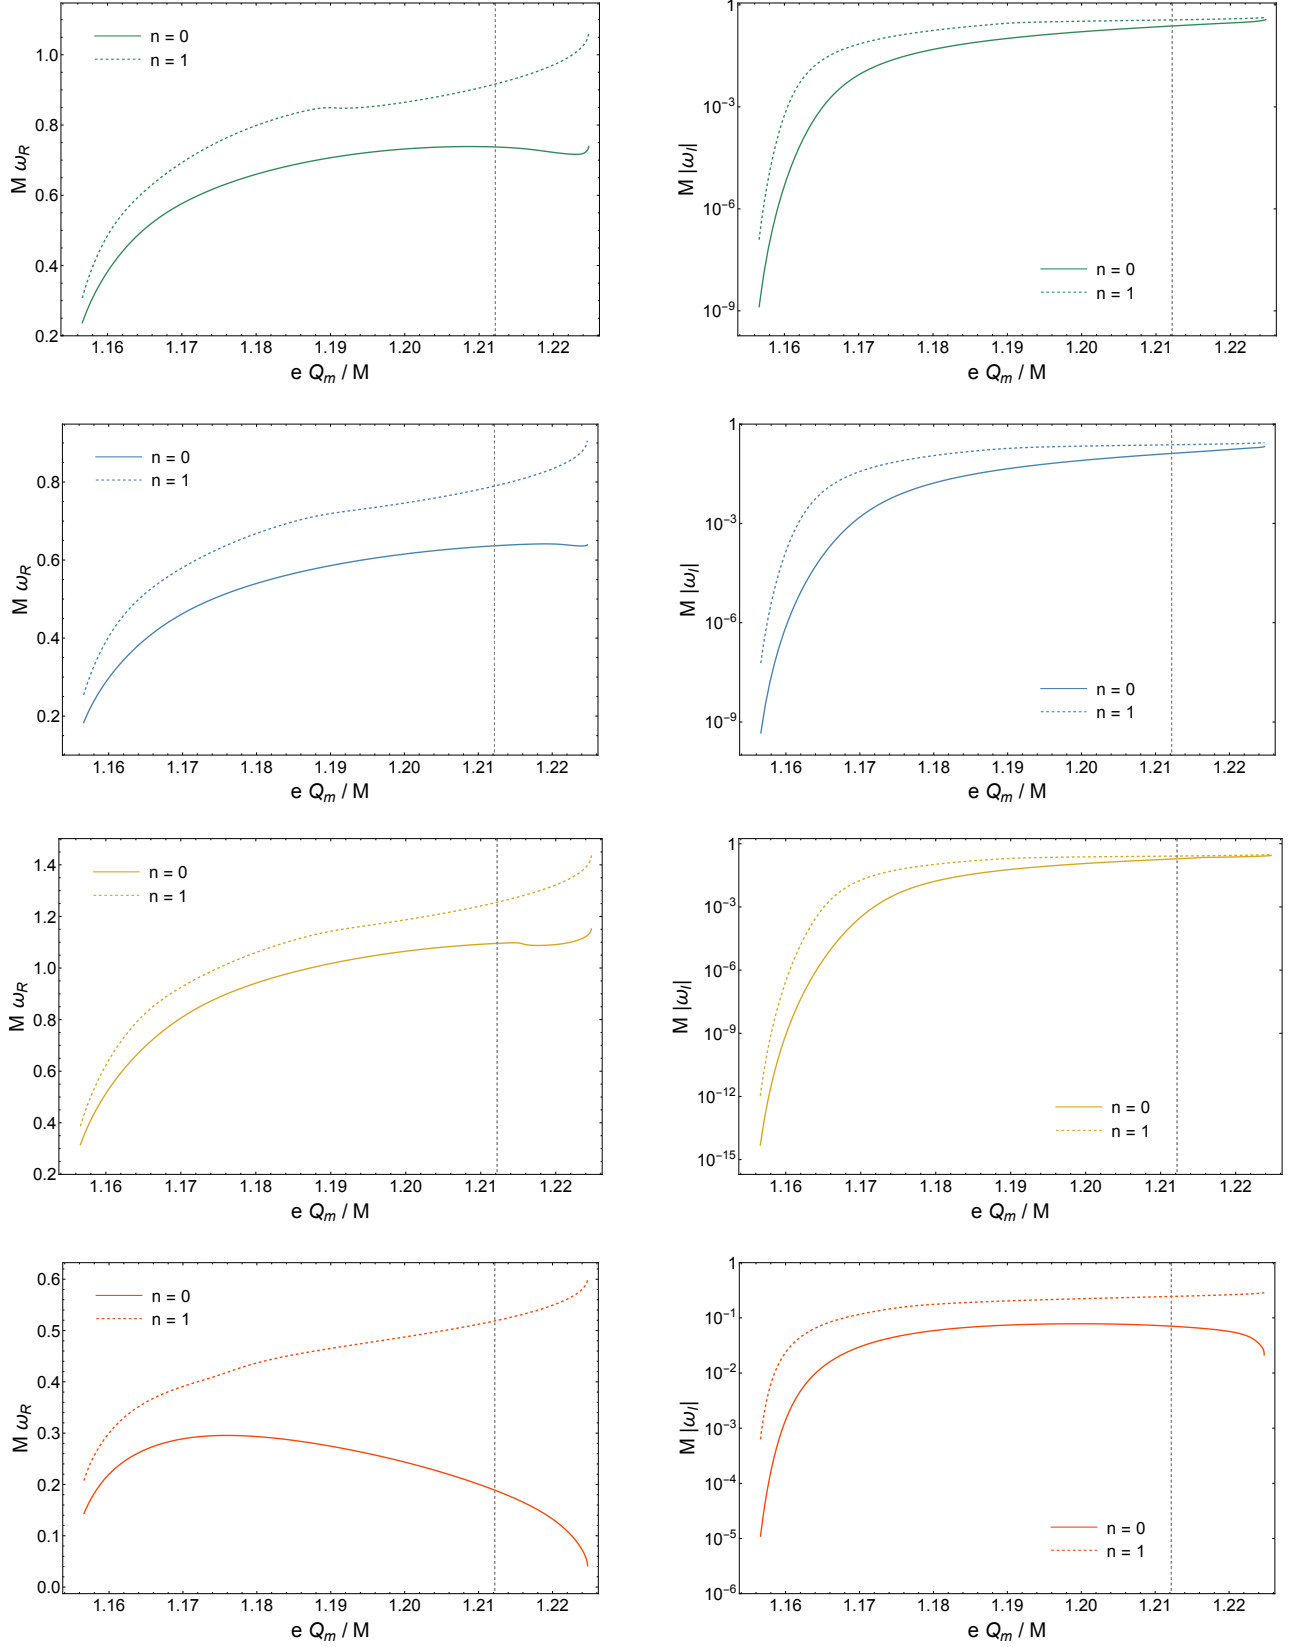 n = 0
n = 1
M ω_R
1.0
0.8
0.6
0.4
0.2
1.16 1.17 1.18 1.19 1.20 1.21 1.22
e Q_m / M
n = 0
n = 1
M |ω_I|
1
10^-3
10^-6
10^-9
1.16 1.17 1.18 1.19 1.20 1.21 1.22
e Q_m / M
n = 0
n = 1
M ω_R
0.8
0.6
0.4
0.2
1.16 1.17 1.18 1.19 1.20 1.21 1.22
e Q_m / M
n = 0
n = 1
M |ω_I|
1
10^-3
10^-6
10^-9
1.16 1.17 1.18 1.19 1.20 1.21 1.22
e Q_m / M
n = 0
n = 1
M ω_R
1.4
1.2
1.0
0.8
0.6
0.4
0.2
1.16 1.17 1.18 1.19 1.20 1.21 1.22
e Q_m / M
n = 0
n = 1
M |ω_I|
1
10^-3
10^-6
10^-9
10^-12
10^-15
1.16 1.17 1.18 1.19 1.20 1.21 1.22
e Q_m / M
n = 0
n = 1
M ω_R
0.6
0.5
0.4
0.3
0.2
0.1
0.0
1.16 1.17 1.18 1.19 1.20 1.21 1.22
e Q_m / M
n = 0
n = 1
M |ω_I|
1
10^-1
10^-2
10^-3
10^-4
10^-5
10^-6
1.16 1.17 1.18 1.19 1.20 1.21 1.22
e Q_m / M